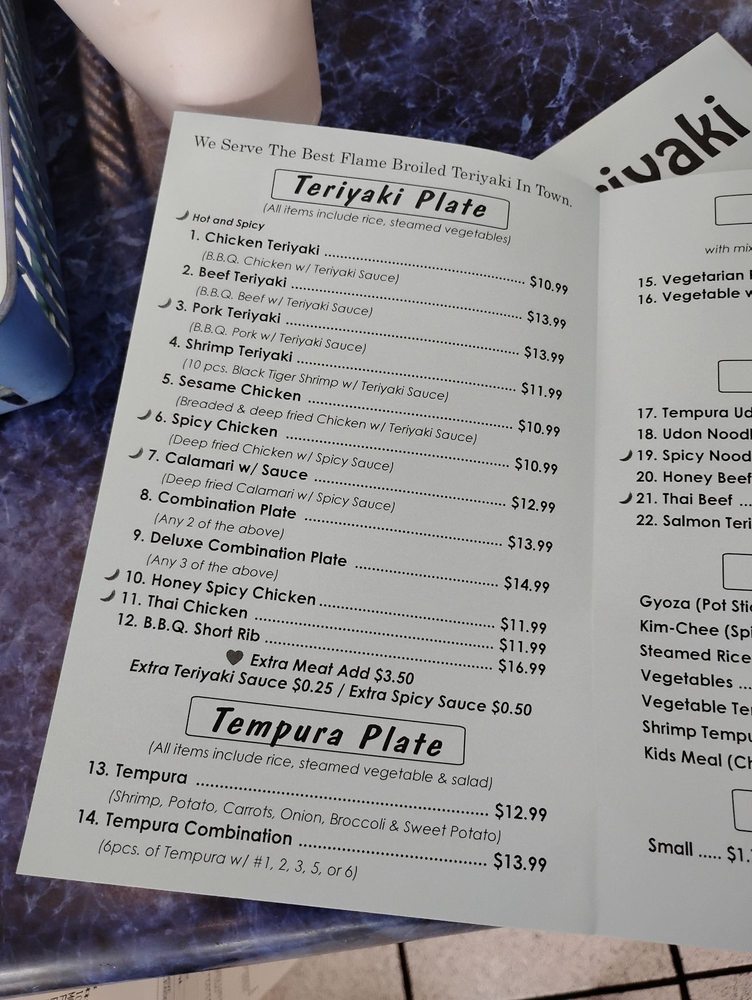 We Serve The Best Flame Broiled Teriyaki In Town.
Teriyaki Plate
(All items include rice, steamed vegetables)
Hot and Spicy
1. Chicken Teriyaki ........ $10.99
(B.B.Q. Chicken w/ Teriyaki Sauce)
2. Beef Teriyaki ........ $13.99
(B.B.Q. Beef w/ Teriyaki Sauce)
3. Pork Teriyaki ........ $13.99
(B.B.Q. Pork w/ Teriyaki Sauce)
4. Shrimp Teriyaki ........ $11.99
(10 pcs. Black Tiger Shrimp w/ Teriyaki Sauce)
5. Sesame Chicken ........ $10.99
(Breaded & deep fried Chicken w/ Teriyaki Sauce)
6. Spicy Chicken ........ $10.99
(Deep fried Chicken w/ Spicy Sauce)
7. Calamari w/ Sauce ........ $12.99
(Deep fried Calamari w/ Spicy Sauce)
8. Combination Plate ........ $13.99
(Any 2 of the above)
9. Deluxe Combination Plate ........ $14.99
(Any 3 of the above)
10. Honey Spicy Chicken ........ $11.99
11. Thai Chicken ........ $11.99
12. B.B.Q. Short Rib ........ $16.99
Extra Meat Add $3.50
Extra Teriyaki Sauce $0.25 / Extra Spicy Sauce $0.50
Tempura Plate
(All items include rice, steamed vegetable & salad)
13. Tempura ........ $12.99
(Shrimp, Potato, Carrots, Onion, Broccoli & Sweet Potato)
14. Tempura Combination ........ $13.99
(6pcs. of Tempura w/ #1, 2, 3, 5, or 6)
riyaki
with mix
15. Vegetarian
16. Vegetable w
17. Tempura Ud
18. Udon Noodl
19. Spicy Nood
20. Honey Beef
21. Thai Beef ...
22. Salmon Teri
Gyoza (Pot Stic
Kim-Chee (Spi
Steamed Rice
Vegetables ...
Vegetable Te
Shrimp Tempu
Kids Meal (Ch
Small ..... $1.